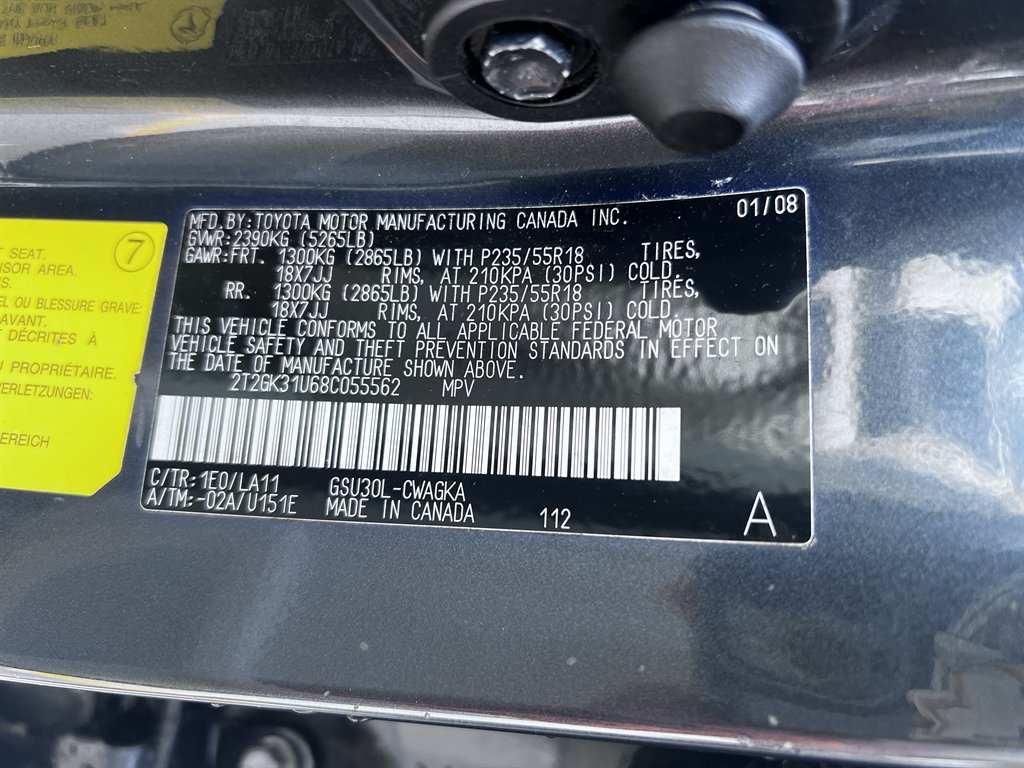 7
T SEAT.
NSOR AREA.
EL OU BLESSURE GRAVE
AVANT.
DÉCRITES À
U PROPRIÉTAIRE.
VERLETZUNGEN:
BEREICH
MFD.BY:TOYOTA MOTOR MANUFACTURING CANADA INC. 01/08
GVWR:2390KG (5265LB)
GAWR:FRT. 1300KG (2865LB) WITH P235/55R18 TIRES,
18X7JJ RIMS, AT 210KPA (30PSI) COLD.
RR. 1300KG (2865LB) WITH P235/55R18 TIRES,
18X7JJ RIMS, AT 210KPA (30PSI) COLD.
THIS VEHICLE CONFORMS TO ALL APPLICABLE FEDERAL MOTOR
VEHICLE SAFETY AND THEFT PREVENTION STANDARDS IN EFFECT ON
THE DATE OF MANUFACTURE SHOWN ABOVE.
2T2GK31U68C055562 MPV
C/TR:1E0/LA11 GSU30L-CWAGKA
A/TM:-02A/U151E MADE IN CANADA 112 A